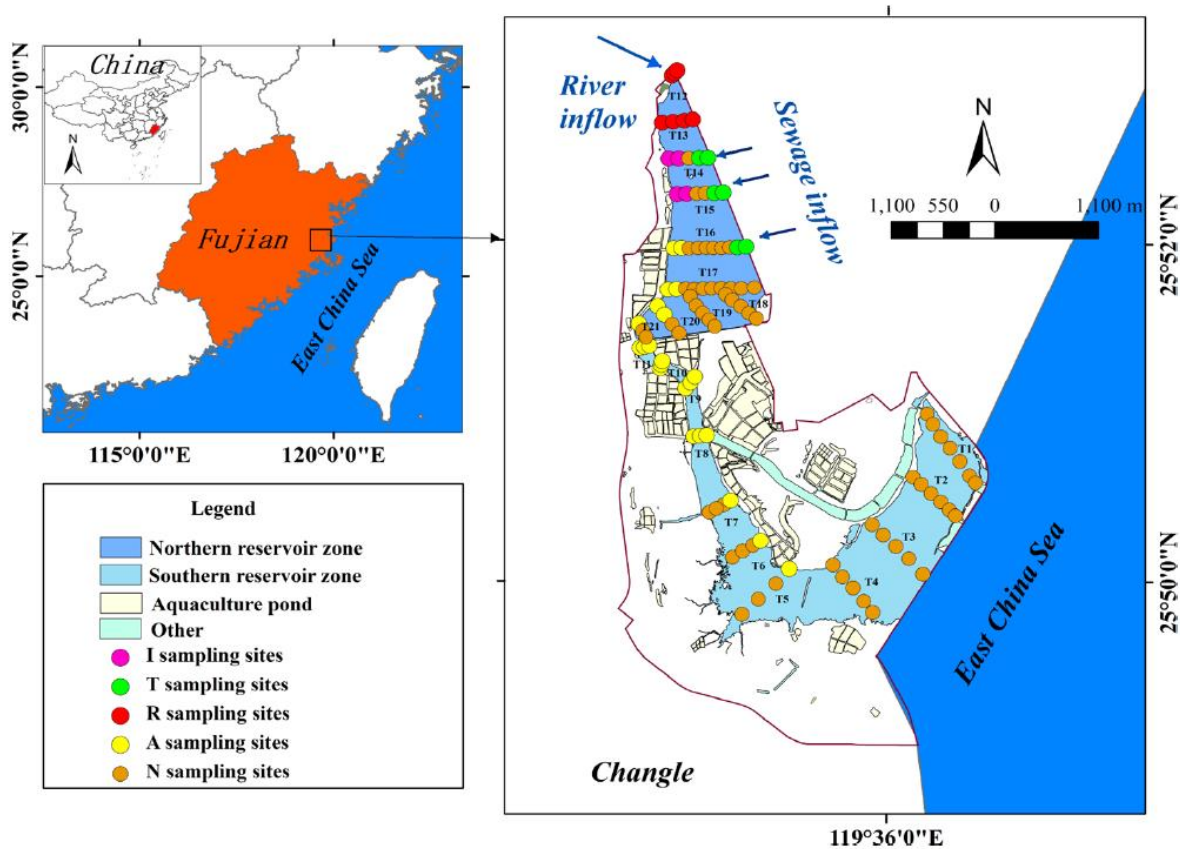 China
N
Fujian
East China Sea
30°0'0"N
25°0'0"N
115°0'0"E
120°0'0"E
Legend
Northern reservoir zone
Southern reservoir zone
Aquaculture pond
Other
I sampling sites
T sampling sites
R sampling sites
A sampling sites
N sampling sites
River
inflow
Sewage inflow
N
1,100 550 0 1,100 m
T12
T13
T14
T15
T16
T17
T18
T19
T20
T21
T11
T10
T9
T8
T7
T6
T5
T4
T3
T2
T1
East China Sea
Changle
25°52'0"N
25°50'0"N
119°36'0"E